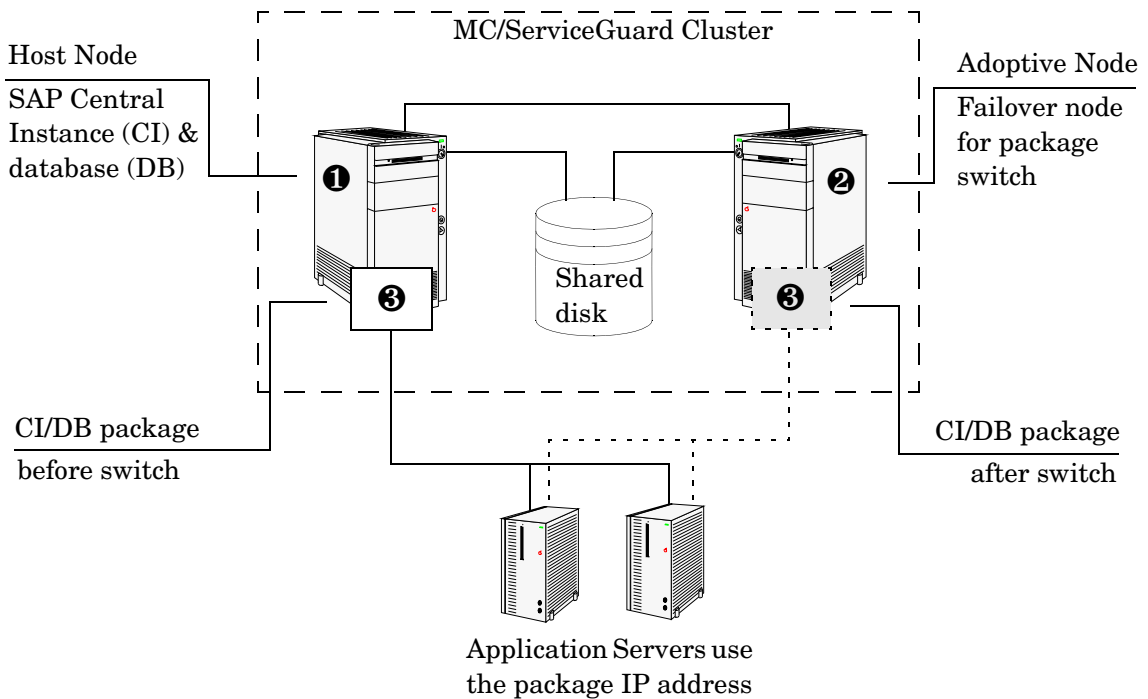 MC/ServiceGuard Cluster
Host Node
SAP Central
Instance (CI) &
database (DB)
Adoptive Node
Failover node
for package
switch
❶
❷
Shared
disk
❸
❸
CI/DB package
before switch
CI/DB package
after switch
Application Servers use
the package IP address